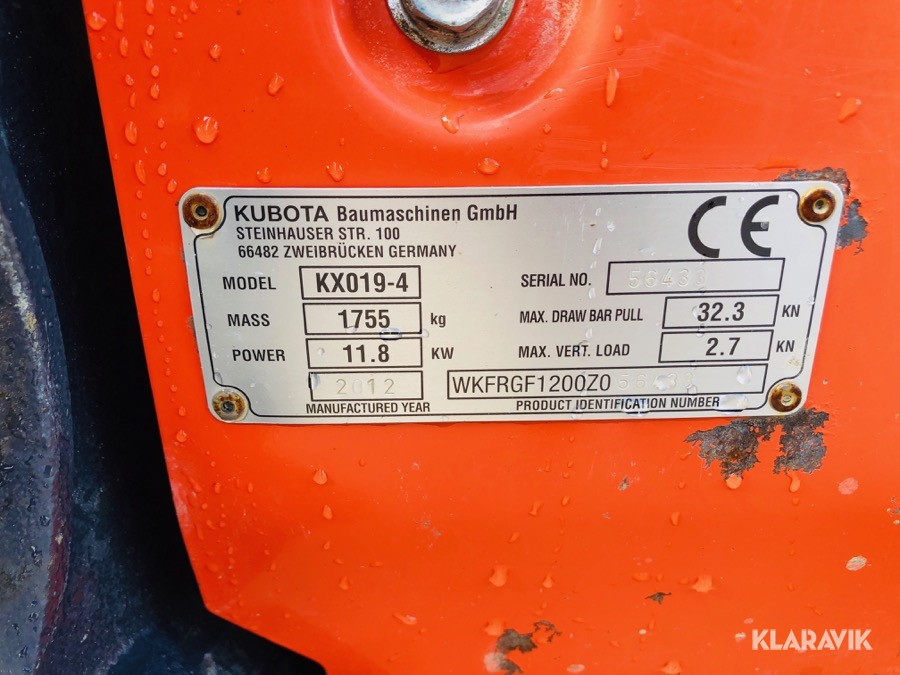 KUBOTA Baumaschinen GmbH
STEINHAUSER STR. 100
66482 ZWEIBRÜCKEN GERMANY
CE
MODEL KX019-4
SERIAL NO.
MASS 1755 kg
MAX. DRAW BAR PULL 32.3 KN
POWER 11.8 KW
MAX. VERT. LOAD 2.7 KN
2012
MANUFACTURED YEAR
PRODUCT IDENTIFICATION NUMBER
KLARAVIK